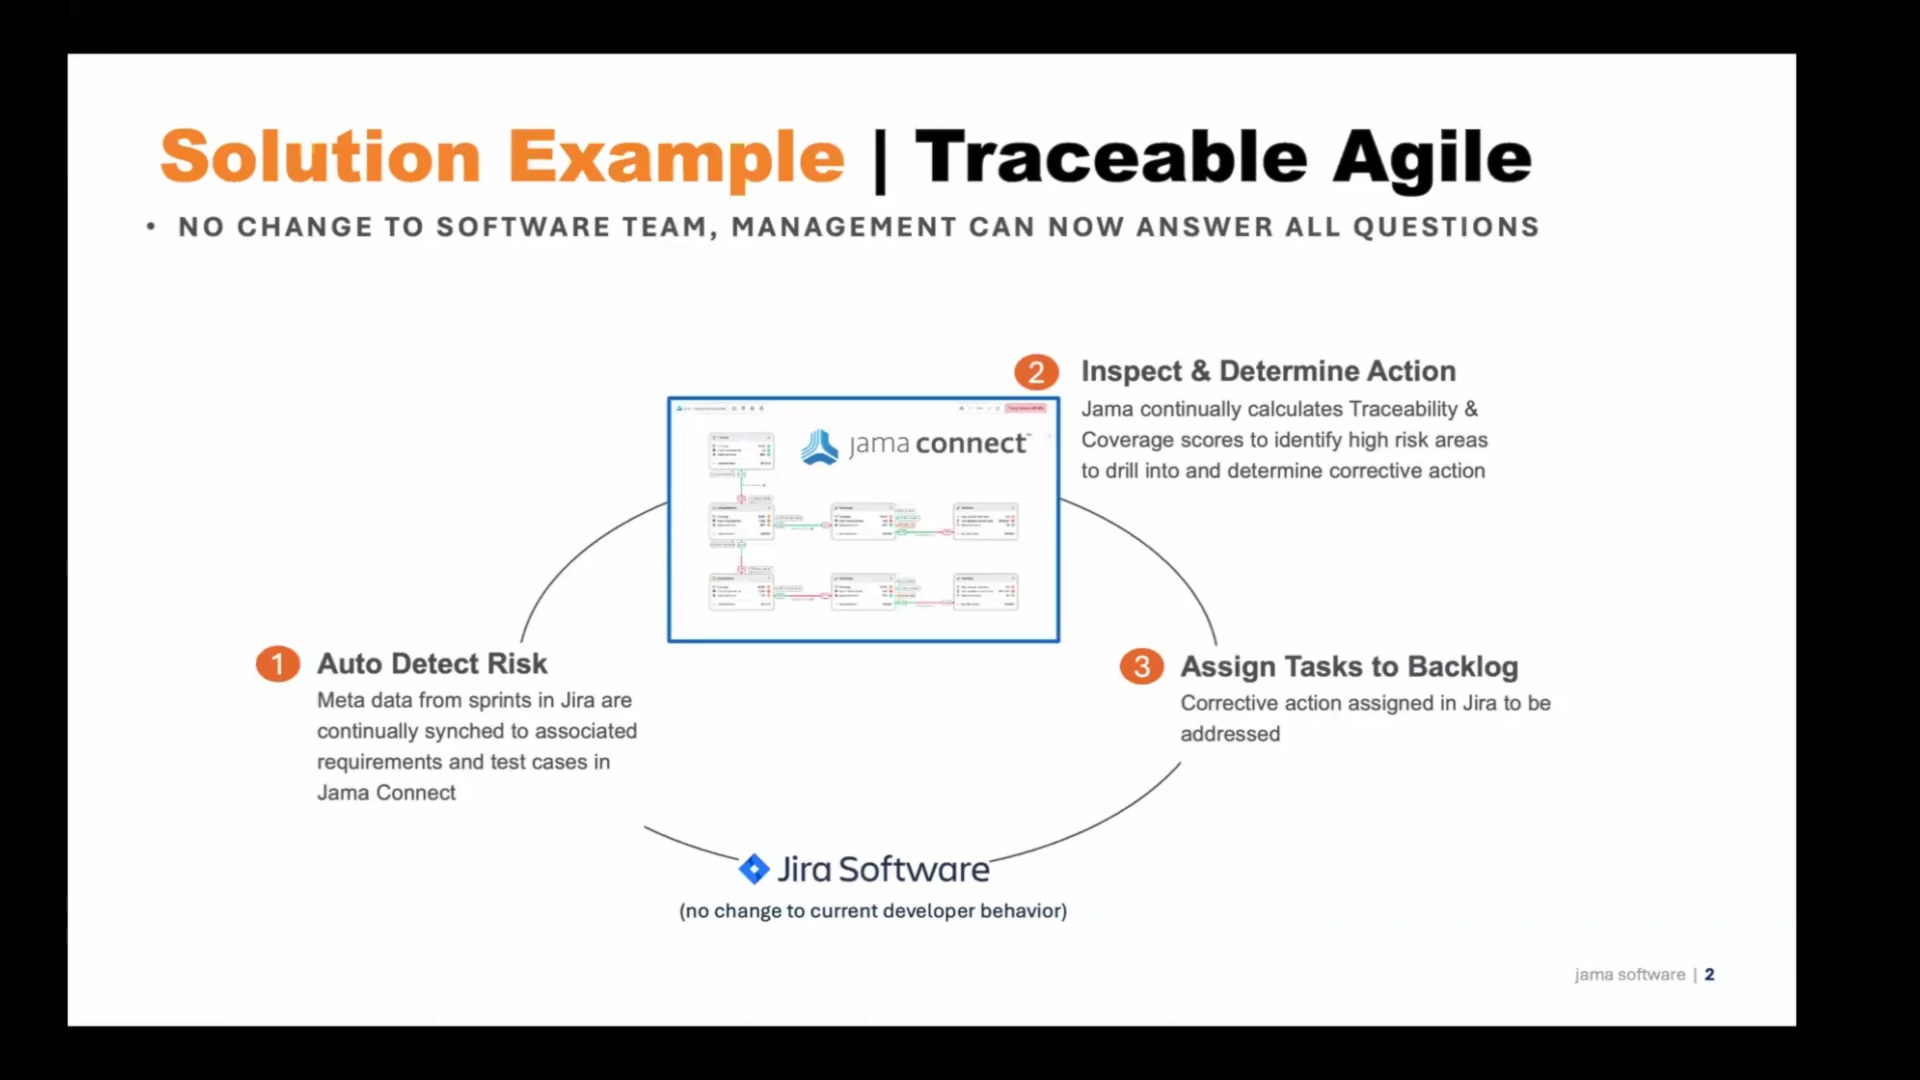 Solution Example | Traceable Agile
• NO CHANGE TO SOFTWARE TEAM, MANAGEMENT CAN NOW ANSWER ALL QUESTIONS
2 Inspect & Determine Action
Jama continually calculates Traceability &
Coverage scores to identify high risk areas
to drill into and determine corrective action
jama connect™
1 Auto Detect Risk
Meta data from sprints in Jira are
continually synched to associated
requirements and test cases in
Jama Connect
3 Assign Tasks to Backlog
Corrective action assigned in Jira to be
addressed
Jira Software
(no change to current developer behavior)
jama software | 2